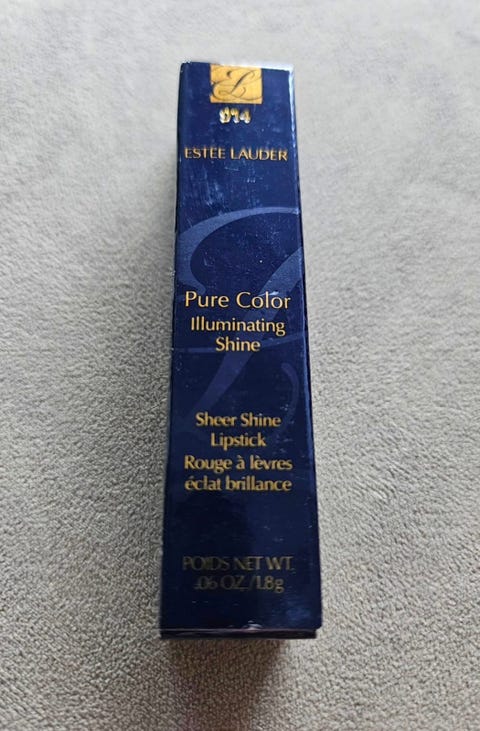 ESTĒE LAUDER
Pure Color
Illuminating
Shine
Sheer Shine
Lipstick
Rouge à lèvres
éclat brillance
POIDS NET WT.
.06 OZ./1.8g